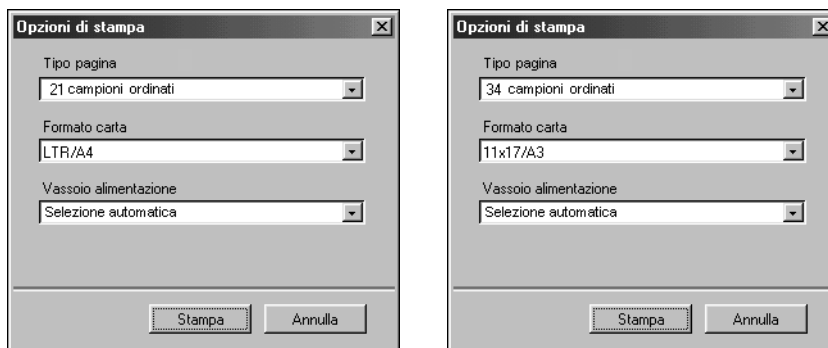 Opzioni di stampa
Tipo pagina
21 campioni ordinati
Formato carta
LTR/A4
Vassoio alimentazione
Selezione automatica
Stampa
Annulla
Opzioni di stampa
Tipo pagina
34 campioni ordinati
Formato carta
11x17/A3
Vassoio alimentazione
Selezione automatica
Stampa
Annulla